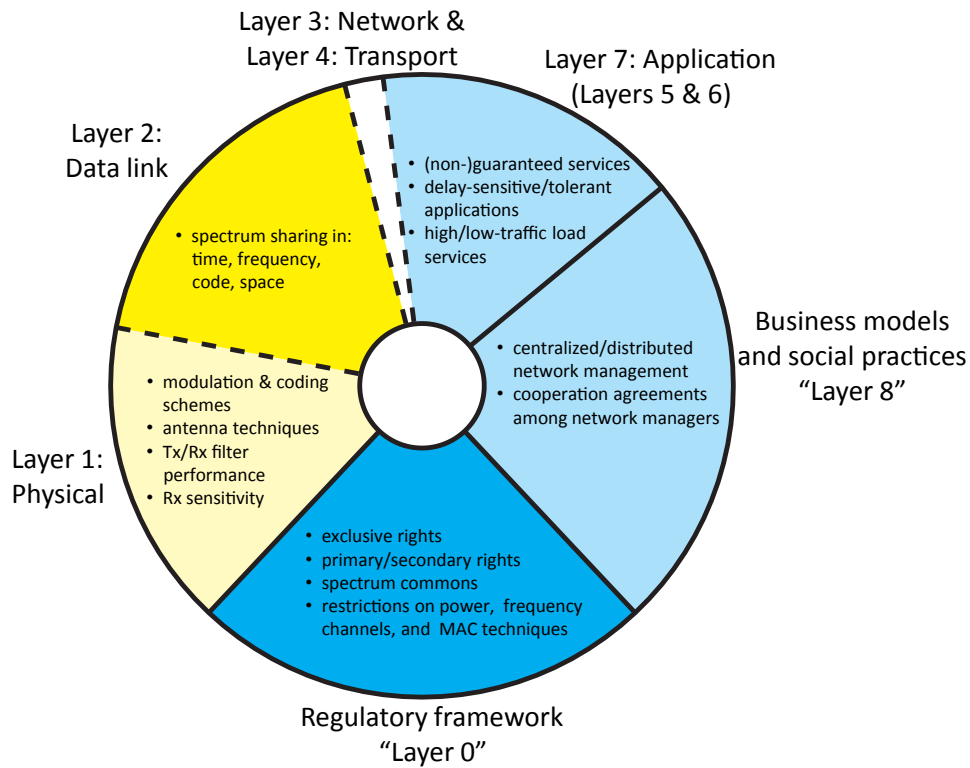 Layer 3: Network &
Layer 4: Transport
Layer 7: Application
(Layers 5 & 6)
Layer 2:
Data link
• (non-)guaranteed services
• delay-sensitive/tolerant
applications
• high/low-traffic load
services
• spectrum sharing in:
time, frequency,
code, space
Business models
and social practices
“Layer 8”
• centralized/distributed
network management
• cooperation agreements
among network managers
• modulation & coding
schemes
• antenna techniques
• Tx/Rx filter
performance
• Rx sensitivity
Layer 1:
Physical
• exclusive rights
• primary/secondary rights
• spectrum commons
• restrictions on power, frequency
channels, and MAC techniques
Regulatory framework
“Layer 0”